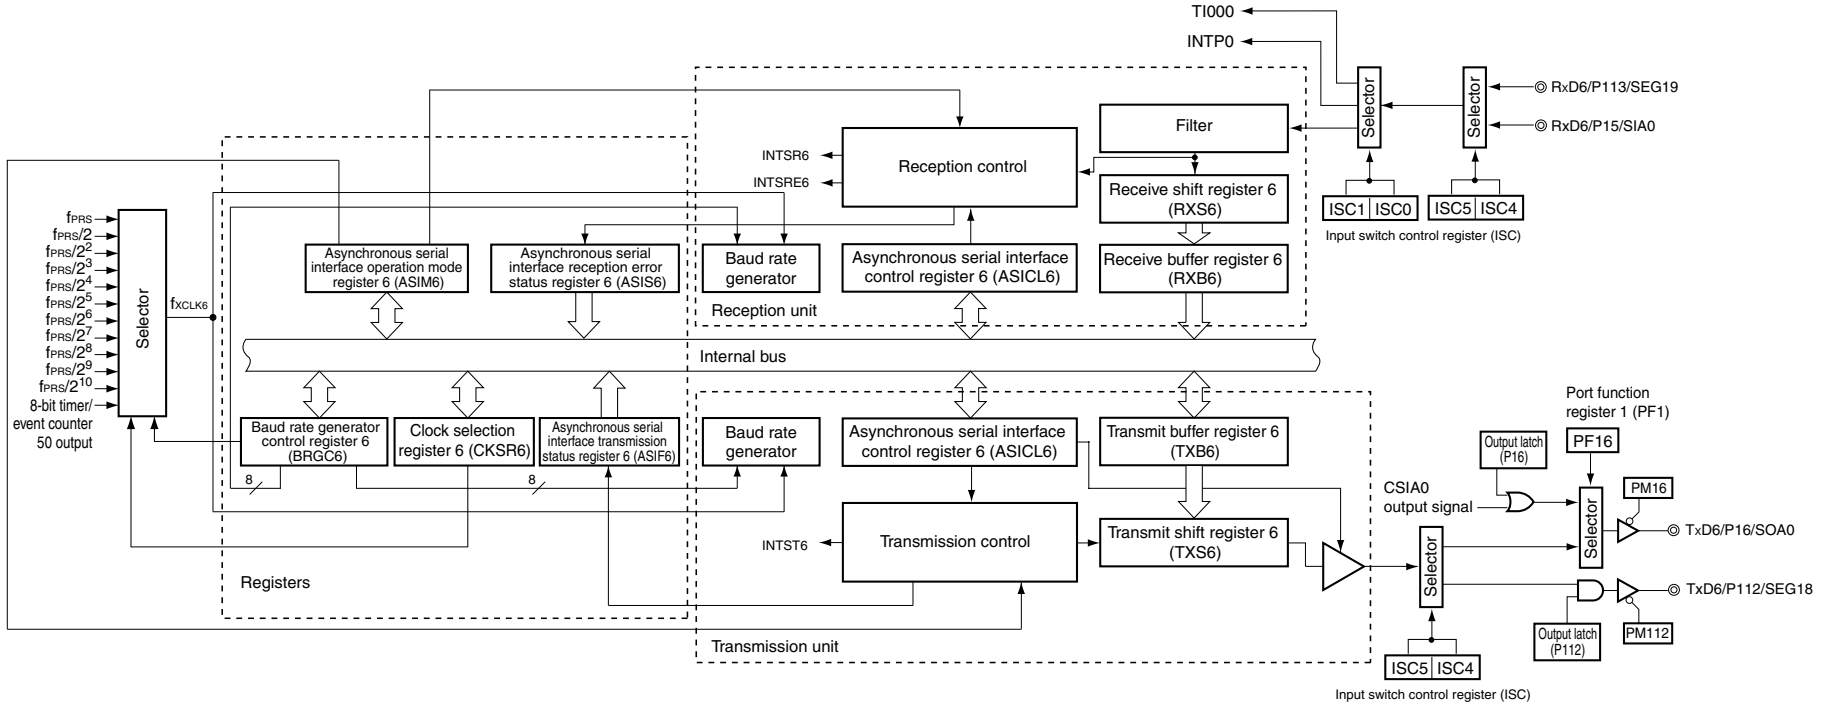 TI000
INTP0
Selector
Selector
RxD6/P113/SEG19
RxD6/P15/SIA0
ISC1 ISC0
ISC5 ISC4
Input switch control register (ISC)
Filter
Reception control
INTSR6
INTSRE6
Receive shift register 6
(RXS6)
Asynchronous serial
interface operation mode
register 6 (ASIM6)
Asynchronous serial
interface reception error
status register 6 (ASIS6)
Baud rate
generator
Asynchronous serial interface
control register 6 (ASICL6)
Receive buffer register 6
(RXB6)
Reception unit
fPRS
fPRS/2
fPRS/2²
fPRS/2³
fPRS/2⁴
fPRS/2⁵
fPRS/2⁶
fPRS/2⁷
fPRS/2⁸
fPRS/2⁹
fPRS/2¹⁰
8-bit timer/
event counter
50 output
Selector
fXCLK6
Internal bus
Baud rate generator
control register 6
(BRGC6)
Clock selection
register 6 (CKSR6)
Asynchronous serial
interface transmission
status register 6 (ASIF6)
Baud rate
generator
Asynchronous serial interface
control register 6 (ASICL6)
Transmit buffer register 6
(TXB6)
8
8
Registers
INTST6
Transmission control
Transmit shift register 6
(TXS6)
Transmission unit
Port function
register 1 (PF1)
Output latch
(P16)
PF16
CSIA0
output signal
Selector
PM16
TxD6/P16/SOA0
Selector
TxD6/P112/SEG18
Output latch
(P112)
PM112
ISC5 ISC4
Input switch control register (ISC)